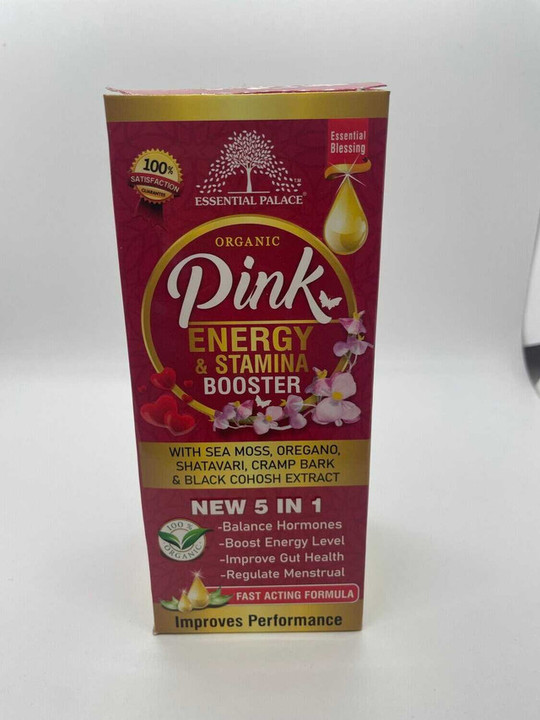 Essential
Blessing
100%
SATISFACTION
GUARANTEE
™
ESSENTIAL PALACE®
ORGANIC
Pink
ENERGY
& STAMINA
BOOSTER
WITH SEA MOSS, OREGANO,
SHATAVARI, CRAMP BARK
& BLACK COHOSH EXTRACT
NEW 5 IN 1
-Balance Hormones
-Boost Energy Level
-Improve Gut Health
-Regulate Menstrual
100%
ORGANIC
FAST ACTING FORMULA
Improves Performance